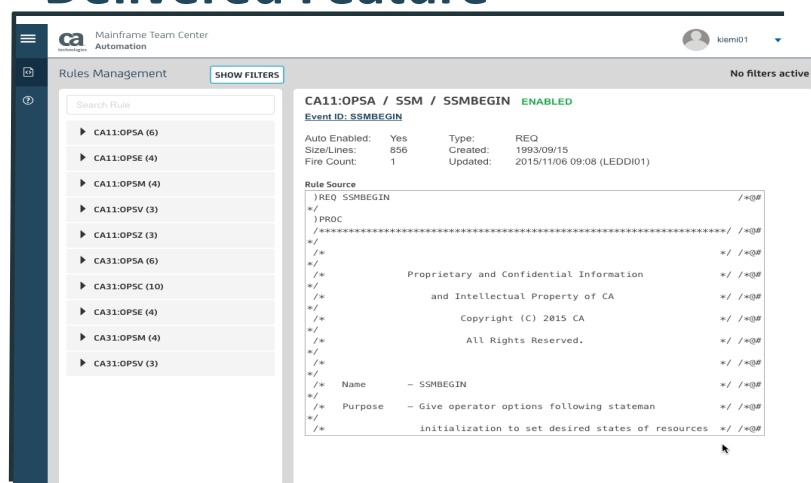 Delivered Feature
ca
technologies
Mainframe Team Center
Automation
kiemi01
Rules Management
SHOW FILTERS
No filters active
Search Rule
CA11:OPSA (6)
CA11:OPSE (4)
CA11:OPSM (4)
CA11:OPSV (3)
CA11:OPSZ (3)
CA31:OPSA (6)
CA31:OPSC (10)
CA31:OPSE (4)
CA31:OPSM (4)
CA31:OPSV (3)
CA11:OPSA / SSM / SSMBEGIN ENABLED
Event ID: SSMBEGIN
Auto Enabled: Yes Type: REQ
Size/Lines: 856 Created: 1993/09/15
Fire Count: 1 Updated: 2015/11/06 09:08 (LEDDI01)
Rule Source
)REQ SSMBEGIN /*@#
*/
)PROC
/**********************************************************************/ /*@#
*/
/* */ /*@#
*/
/* Proprietary and Confidential Information */ /*@#
*/
/* and Intellectual Property of CA */ /*@#
*/
/* Copyright (C) 2015 CA */ /*@#
*/
/* All Rights Reserved. */ /*@#
*/
/* */ /*@#
*/
/* Name – SSMBEGIN */ /*@#
*/
/* Purpose – Give operator options following stateman */ /*@#
*/
/* initialization to set desired states of resources */ /*@#